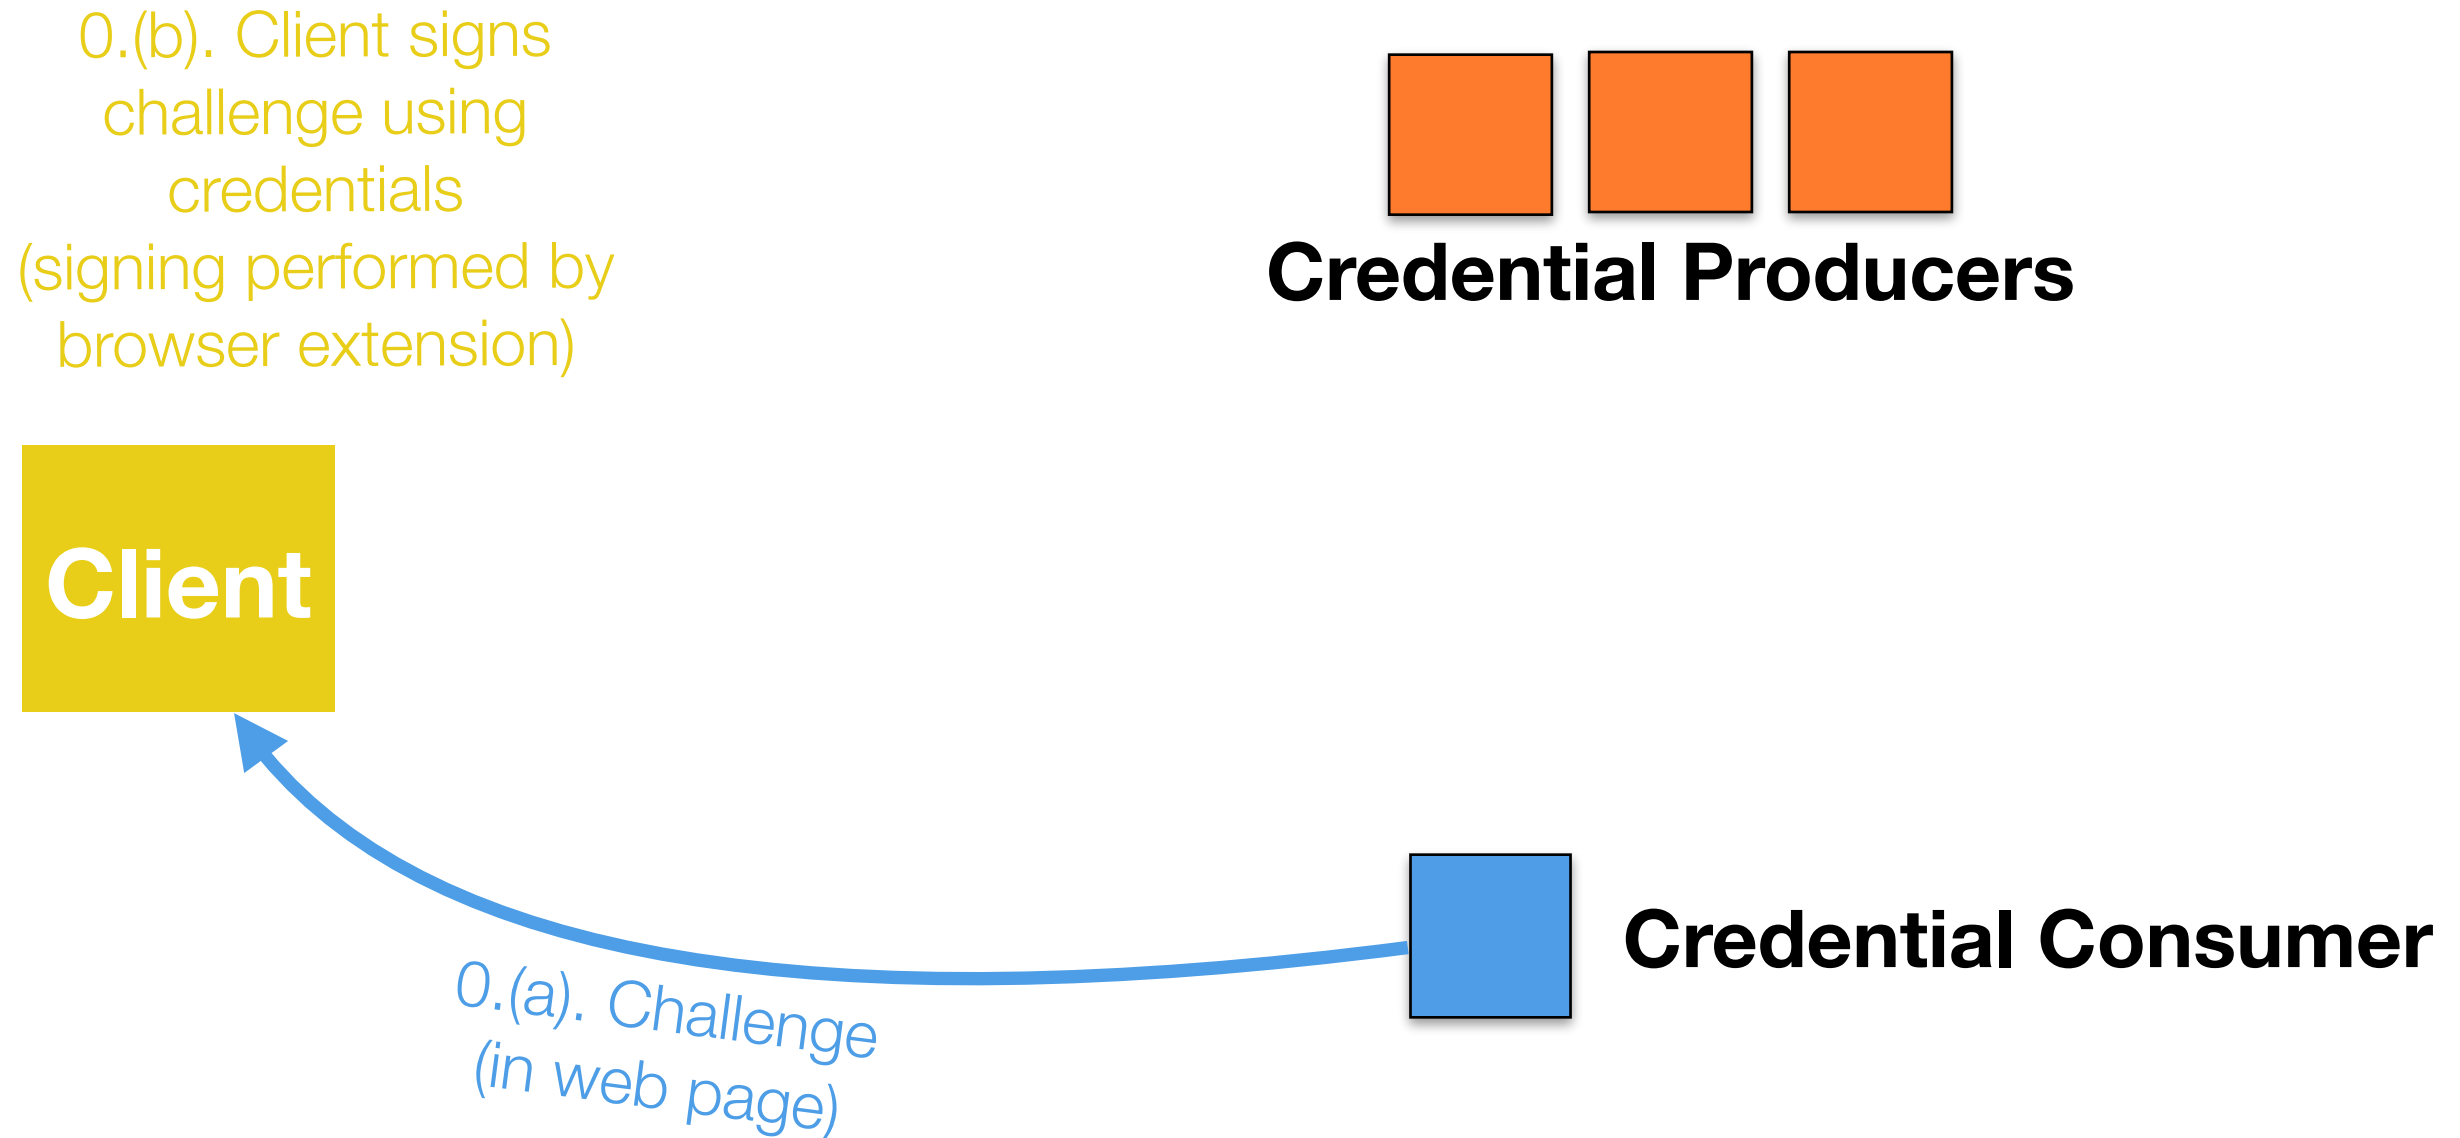 0.(b). Client signs
challenge using
credentials
(signing performed by
browser extension)
Credential Producers
Client
Credential Consumer
0.(a). Challenge
(in web page)